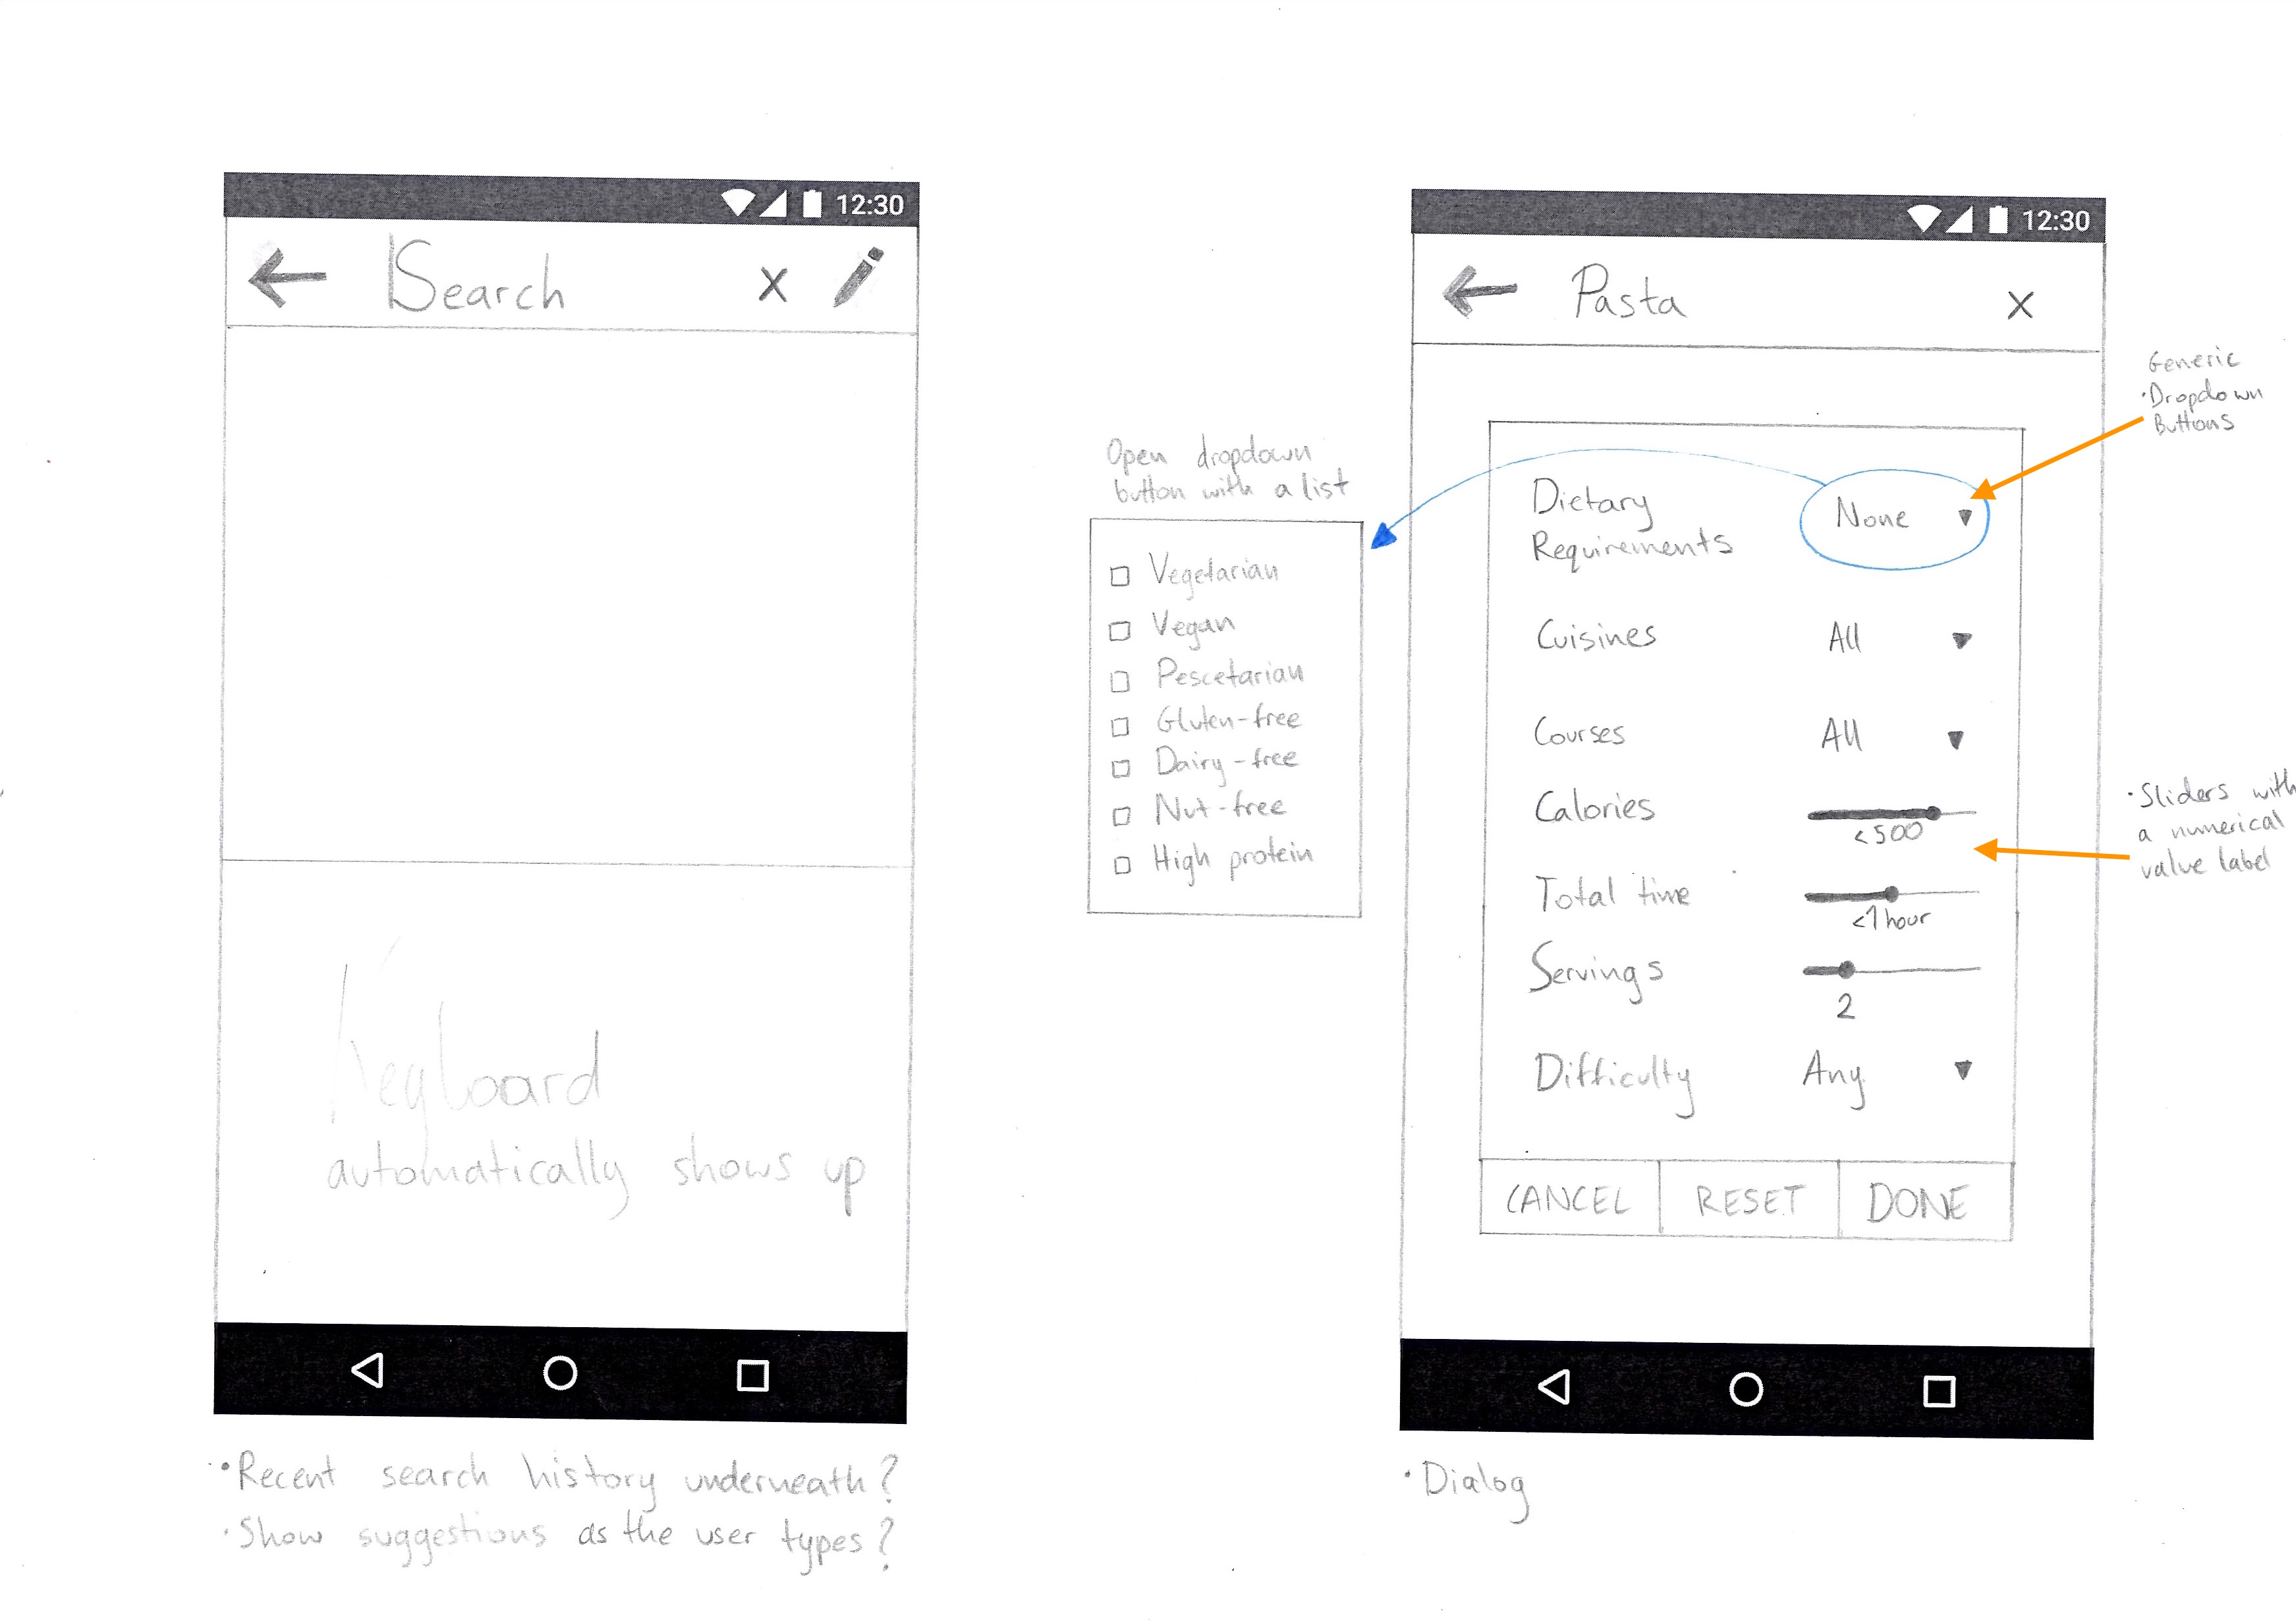 12:30
Search X
Keyboard
automatically shows up
• Recent search history underneath?
• Show suggestions as the user types?
Open dropdown
button with a list
Vegetarian
Vegan
Pescetarian
Gluten-free
Dairy-free
Nut-free
High protein
12:30
Pasta X
Dietary
Requirements
None
Cuisines All
Courses All
Calories
<500
Total time
<1 hour
Servings
2
Difficulty Any
CANCEL RESET DONE
• Dialog
Generic
• Dropdown
Buttons
• Sliders with
a numerical
value label